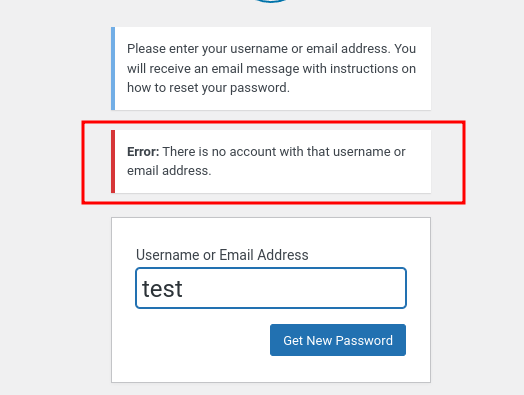 Please enter your username or email address. You
will receive an email message with instructions on
how to reset your password.
Error: There is no account with that username or
email address.
Username or Email Address
test
Get New Password